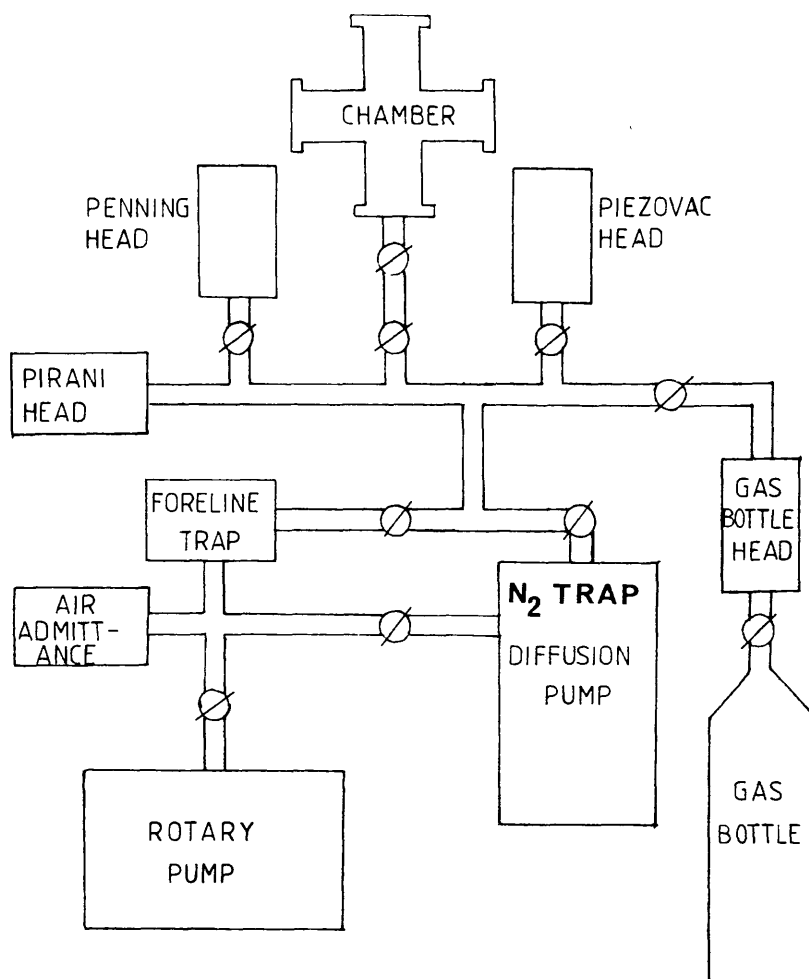 CHAMBER
PENNING
HEAD
PIEZOVAC
HEAD
PIRANI
HEAD
FORELINE
TRAP
GAS
BOTTLE
HEAD
AIR
ADMITT-
ANCE
N₂ TRAP
DIFFUSION
PUMP
ROTARY
PUMP
GAS
BOTTLE